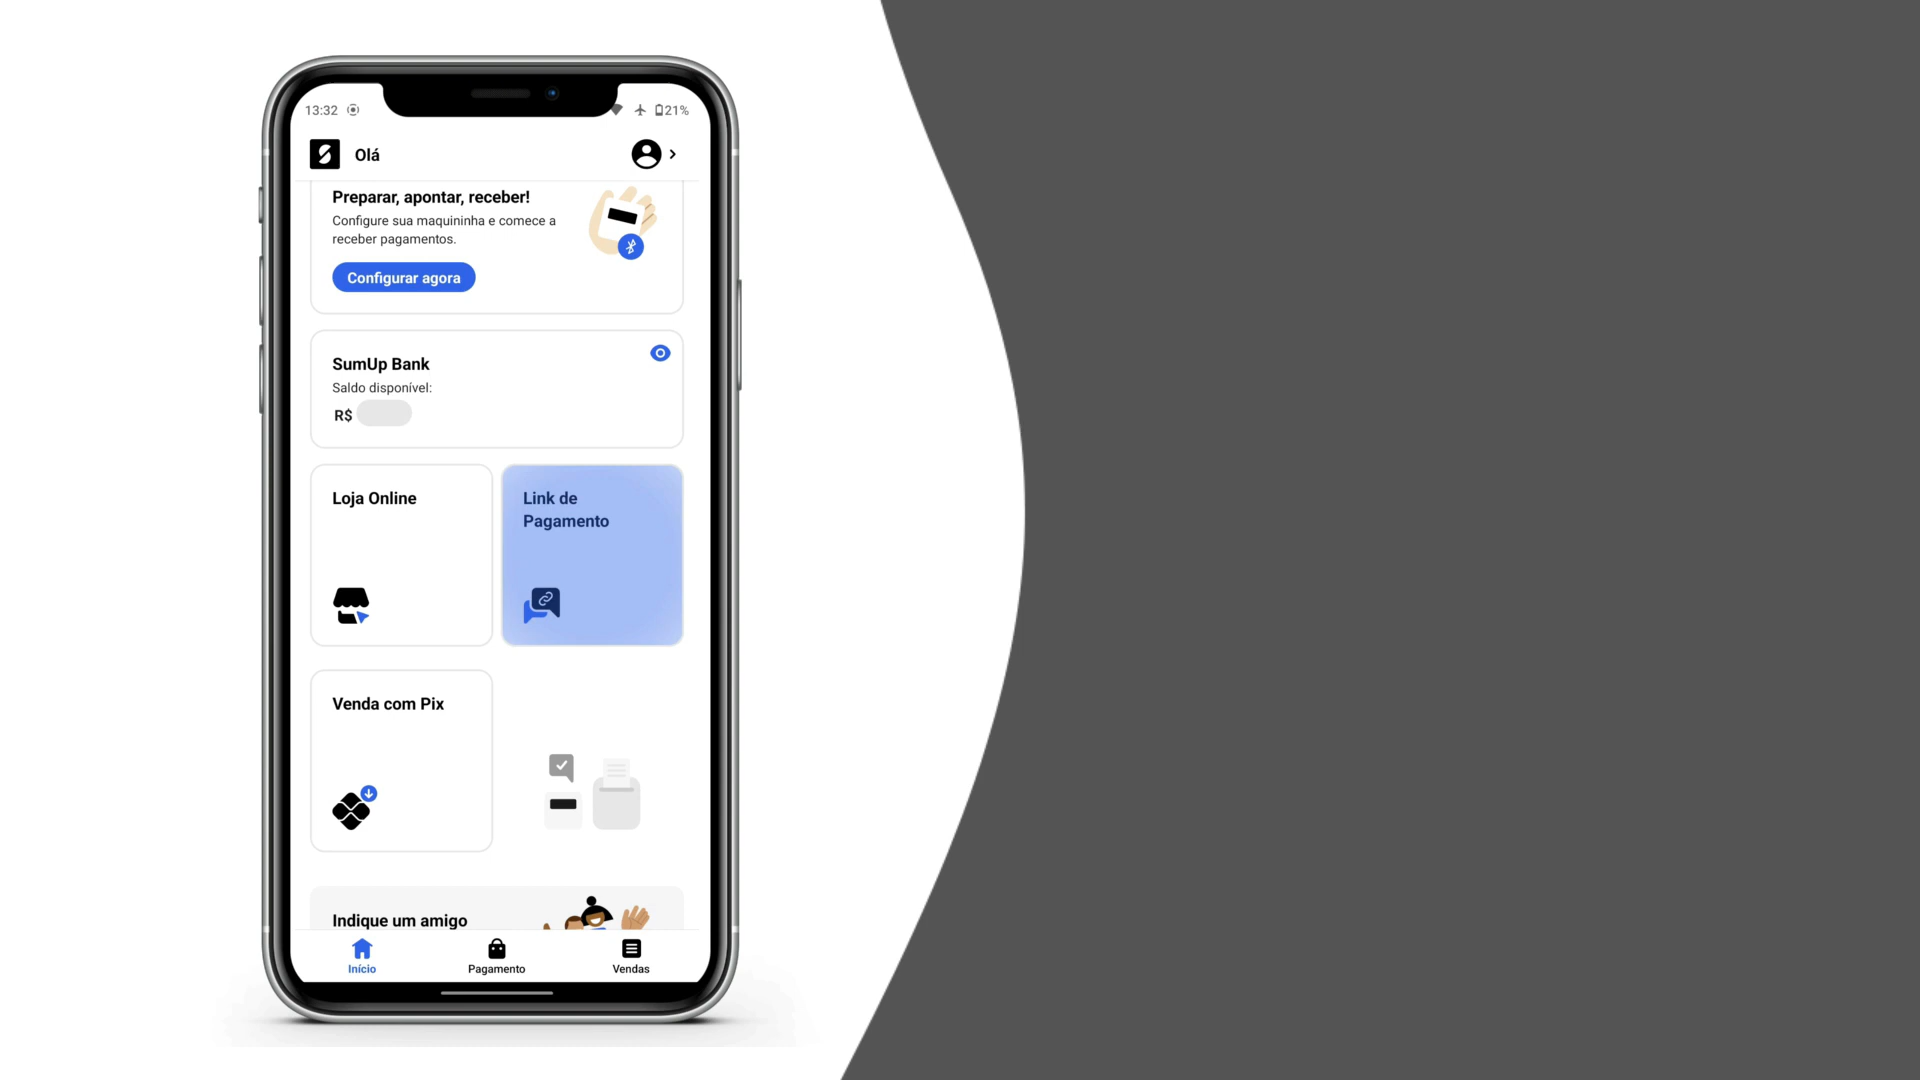 13:32
21%
Olá
Preparar, apontar, receber!
Configure sua maquininha e comece a
receber pagamentos.
Configurar agora
SumUp Bank
Saldo disponível:
R$
Loja Online
Link de
Pagamento
Venda com Pix
Indique um amigo
Início
Pagamento
Vendas